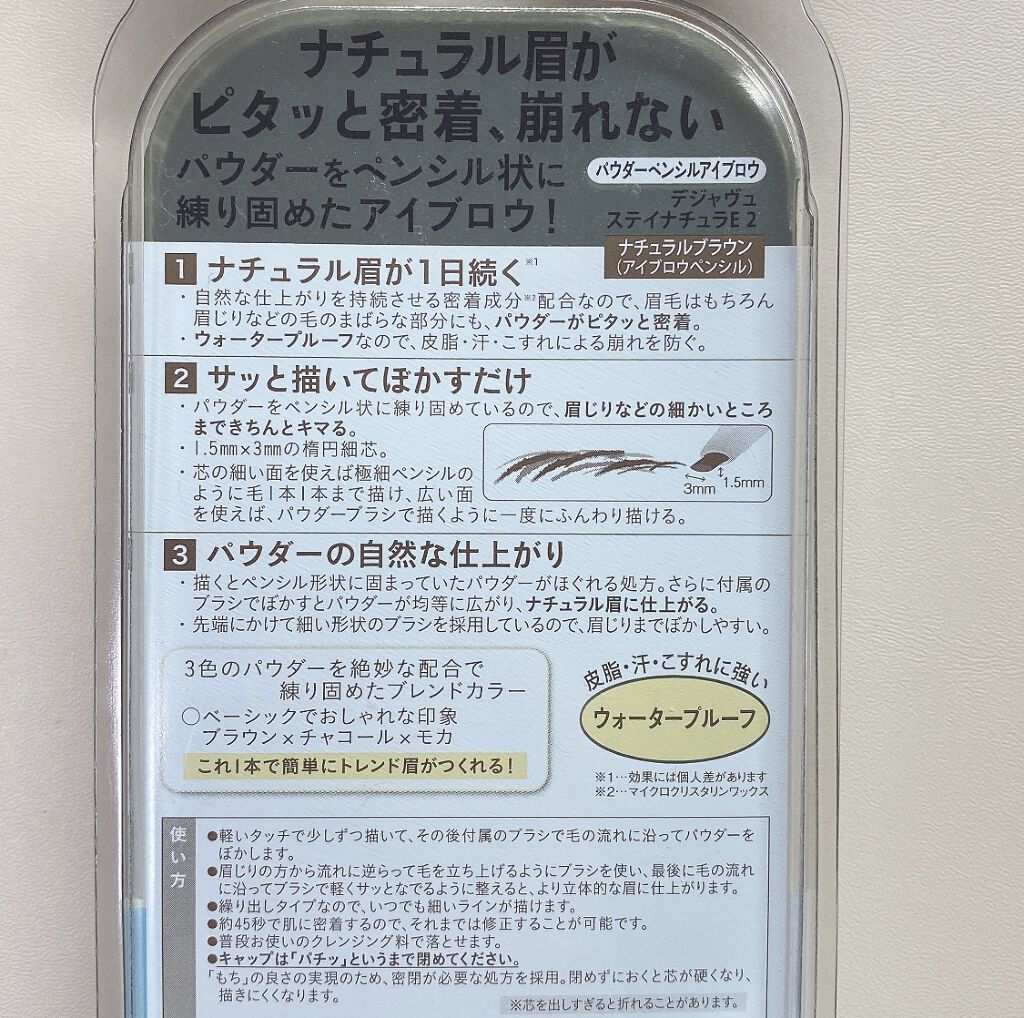 ナチュラル眉が
ピタッと密着、崩れない
パウダーをペンシル状に
練り固めたアイブロウ！
パウダーペンシルアイブロウ
デジャヴュ
ステイナチュラE 2
ナチュラルブラウン
（アイブロウペンシル）
1 ナチュラル眉が1日続く※1
・自然な仕上がりを持続させる密着成分※2配合なので、眉毛はもちろん
眉じりなどの毛のまばらな部分にも、パウダーがピタッと密着。
・ウォータープルーフなので、皮脂・汗・こすれによる崩れを防ぐ。
2 サッと描いてぼかすだけ
・パウダーをペンシル状に練り固めているので、眉じりなどの細かいところ
まできちんとキマる。
・1.5mm×3mmの楕円細芯。
・芯の細い面を使えば極細ペンシルの
ように毛1本1本まで描け、広い面
を使えば、パウダーブラシで描くように一度にふんわり描ける。
3mm
1.5mm
3 パウダーの自然な仕上がり
・描くとペンシル形状に固まっていたパウダーがほぐれる処方。さらに付属の
ブラシでぼかすとパウダーが均等に広がり、ナチュラル眉に仕上がる。
・先端にかけて細い形状のブラシを採用しているので、眉じりまでぼかしやすい。
3色のパウダーを絶妙な配合で
練り固めたブレンドカラー
○ベーシックでおしゃれな印象
ブラウン×チャコール×モカ
これ1本で簡単にトレンド眉がつくれる！
皮脂・汗・こすれに強い
ウォータープルーフ
※1…効果には個人差があります
※2…マイクロクリスタリンワックス
使い方
●軽いタッチで少しずつ描いて、その後付属のブラシで毛の流れに沿ってパウダーを
ぼかします。
●眉じりの方から流れに逆らって毛を立ち上げるようにブラシを使い、最後に毛の流れ
に沿ってブラシで軽くサッとなでるように整えると、より立体的な眉に仕上がります。
●繰り出しタイプなので、いつでも細いラインが描けます。
●約45秒で肌に密着するので、それまでは修正することが可能です。
●普段お使いのクレンジング料で落とせます。
●キャップは「パチッ」というまで閉めてください。
「もち」の良さの実現のため、密閉が必要な処方を採用。閉めずにおくと芯が硬くなり、
描きにくくなります。
※芯を出しすぎると折れることがあります。